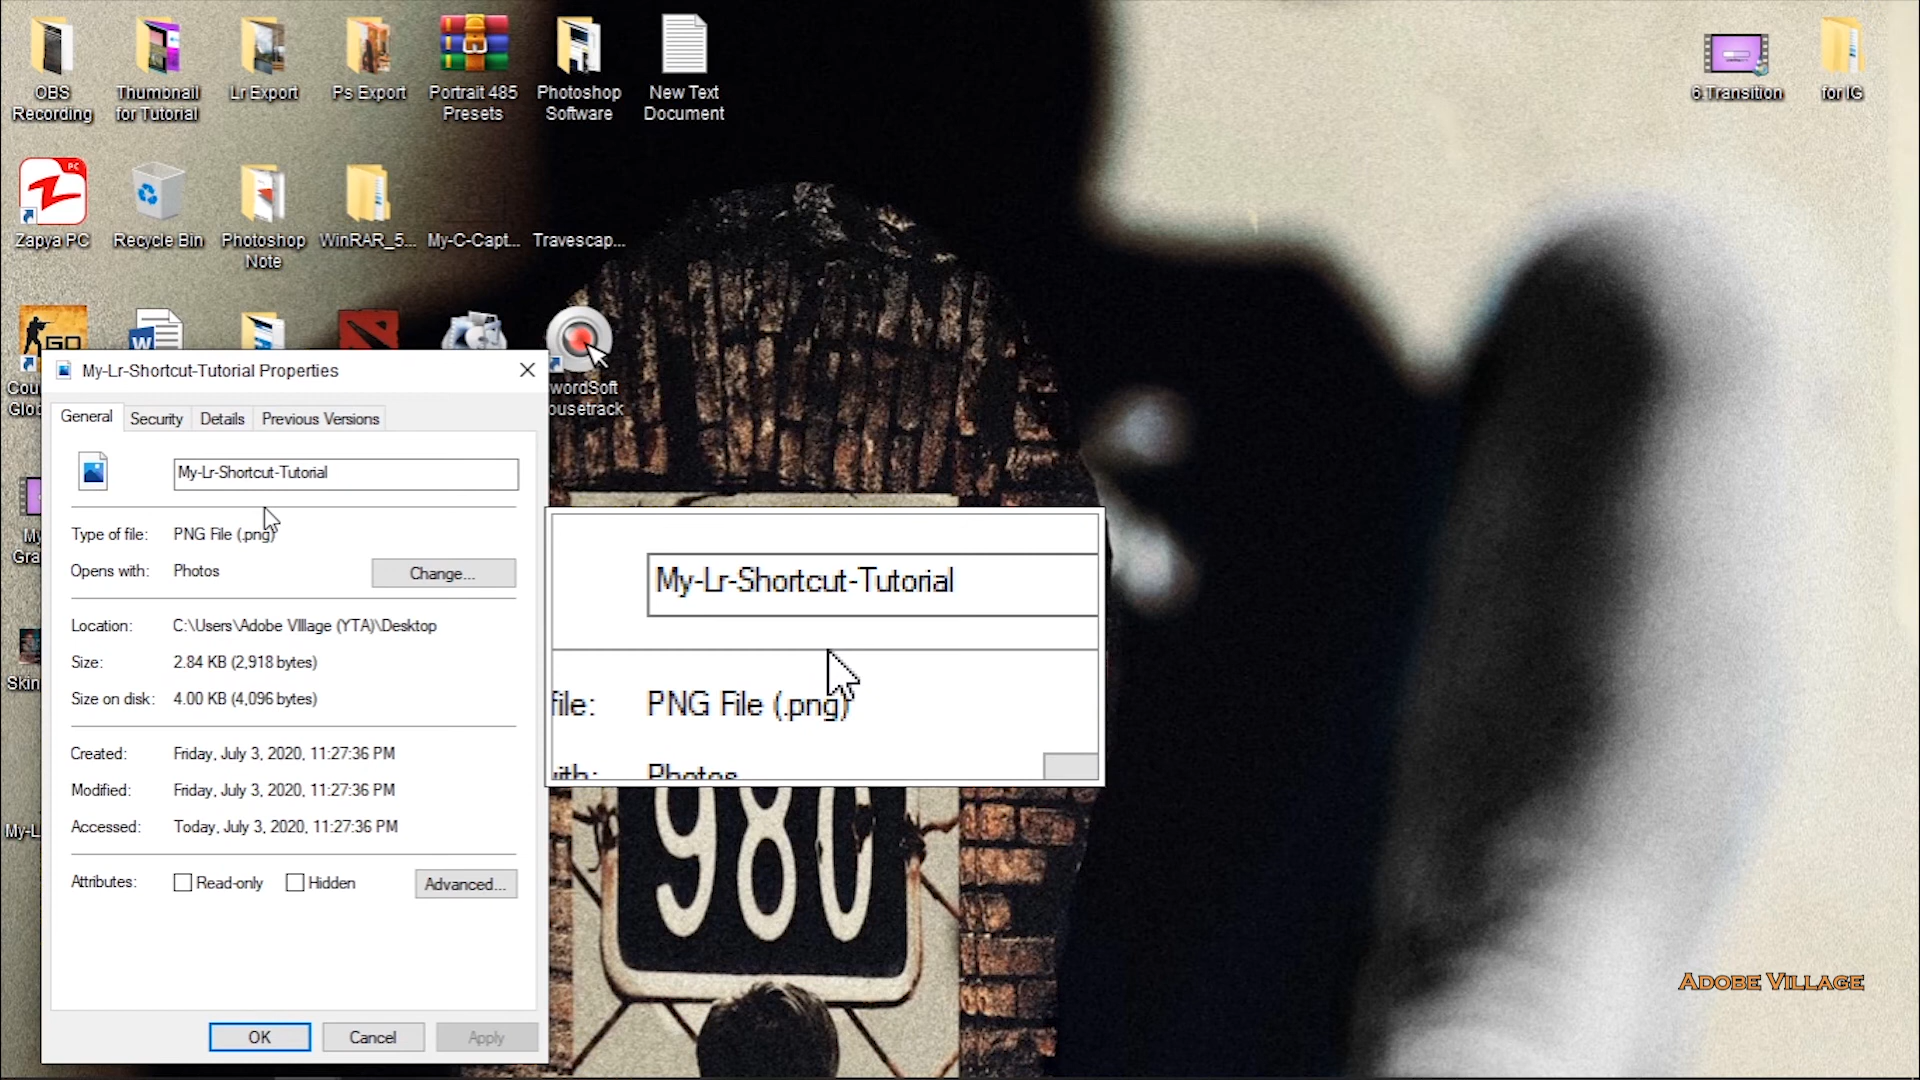 OBS Recording
Thumbnail for Tutorial
Lr Export
Ps Export
Portrait 485 Presets
Photoshop Software
New Text Document
6.Transition
for IG
Zapya PC
Recycle Bin
Photoshop Note
WinRAR_5...
My-C-Capt...
Travescap...
GO
My-Lr-Shortcut-Tutorial Properties
General
Security
Details
Previous Versions
My-Lr-Shortcut-Tutorial
Type of file: PNG File (.png)
Opens with: Photos
Change...
Location: C:\Users\Adobe VIllage (YTA)\Desktop
Size: 2.84 KB (2,918 bytes)
Size on disk: 4.00 KB (4,096 bytes)
Created: Friday, July 3, 2020, 11:27:36 PM
Modified: Friday, July 3, 2020, 11:27:36 PM
Accessed: Today, July 3, 2020, 11:27:36 PM
Attributes: Read-only Hidden
Advanced...
OK
Cancel
Apply
My-Lr-Shortcut-Tutorial
file: PNG File (.png)
Photos
980
Skin
My-L
Adobe Village